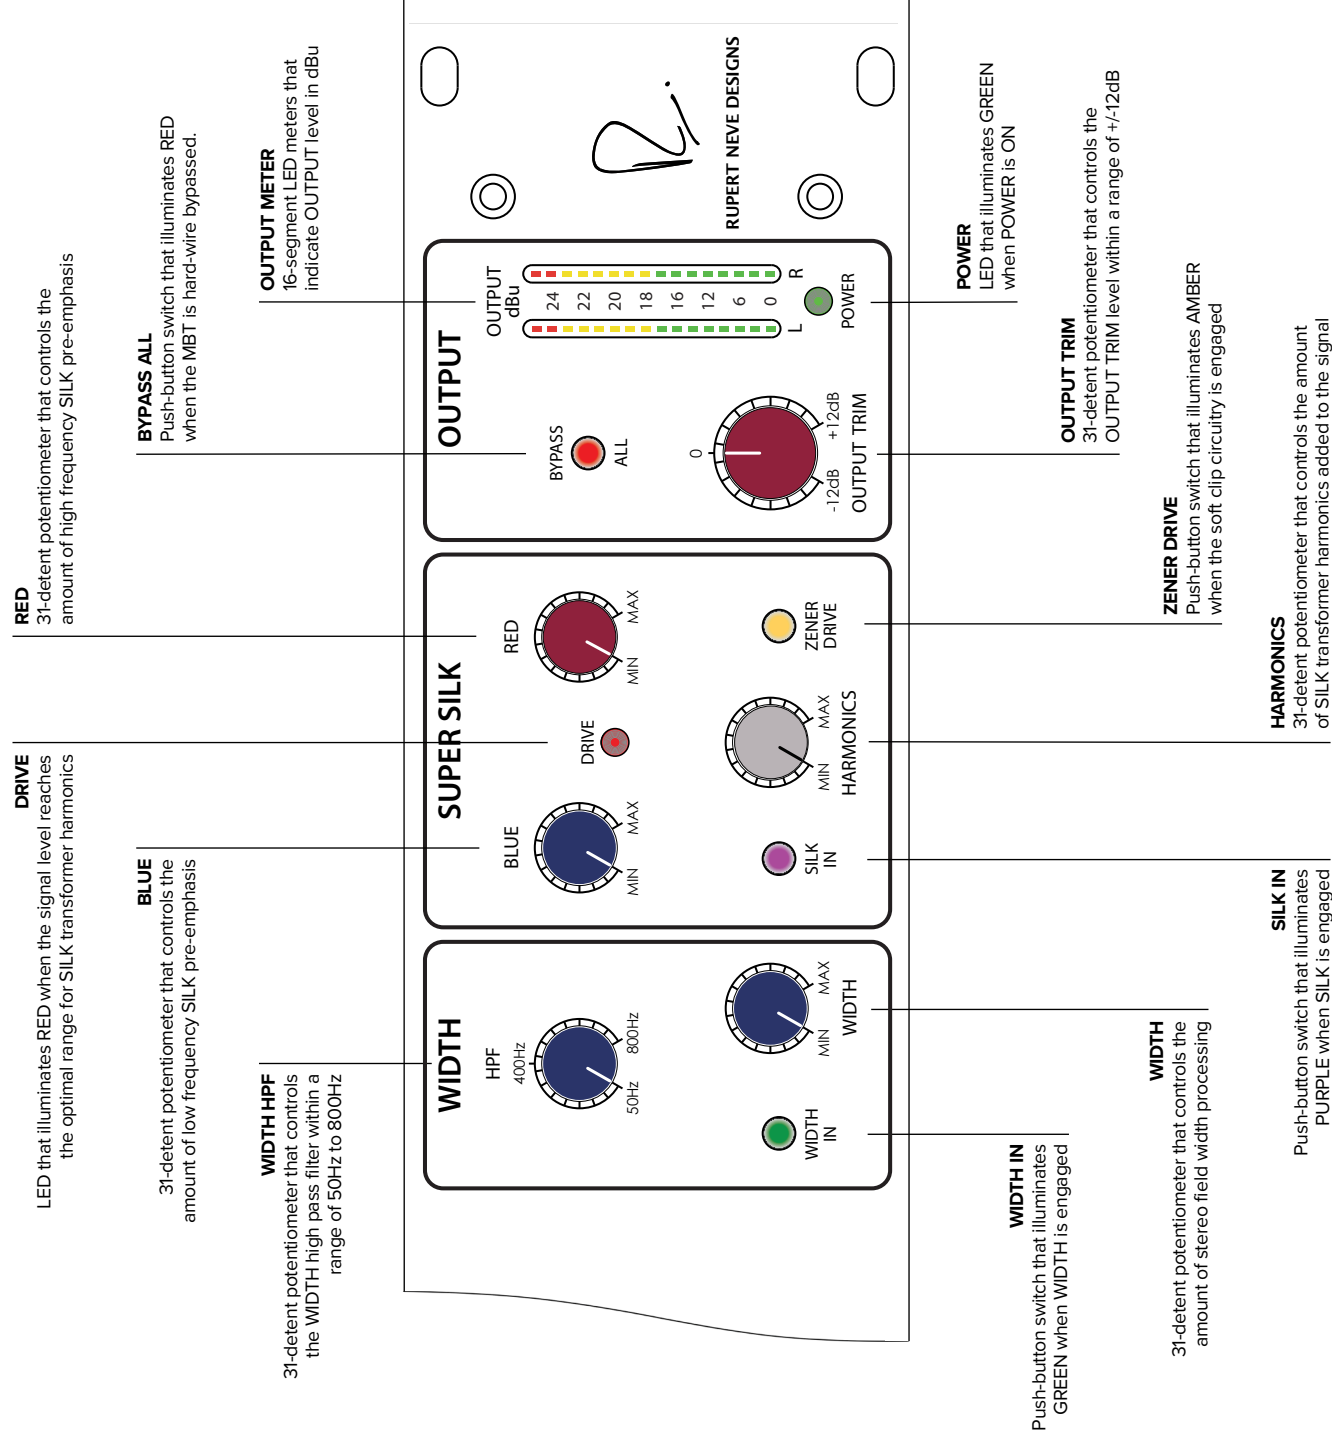 DRIVE
LED that illuminates RED when the signal level reaches
the optimal range for SILK transformer harmonics
RED
31-detent potentiometer that controls the
amount of high frequency SILK pre-emphasis
BLUE
31-detent potentiometer that controls the
amount of low frequency SILK pre-emphasis
BYPASS ALL
Push-button switch that illuminates RED
when the MBT is hard-wire bypassed.
WIDTH HPF
31-detent potentiometer that controls
the WIDTH high pass filter within a
range of 50Hz to 800Hz
OUTPUT METER
16-segment LED meters that
indicate OUTPUT level in dBu
WIDTH
HPF
400Hz
50Hz
800Hz
WIDTH
IN
MIN
MAX
WIDTH
SUPER SILK
BLUE
MIN
MAX
DRIVE
RED
MIN
MAX
SILK
IN
MIN
MAX
HARMONICS
ZENER
DRIVE
OUTPUT
BYPASS
ALL
0
-12dB
+12dB
OUTPUT TRIM
OUTPUT
dBu
24
22
20
18
16
12
6
0
L
R
POWER
RUPERT NEVE DESIGNS
WIDTH IN
Push-button switch that illuminates
GREEN when WIDTH is engaged
POWER
LED that illuminates GREEN
when POWER is ON
WIDTH
31-detent potentiometer that controls the
amount of stereo field width processing
OUTPUT TRIM
31-detent potentiometer that controls the
OUTPUT TRIM level within a range of +/-12dB
ZENER DRIVE
Push-button switch that illuminates AMBER
when the soft clip circuitry is engaged
SILK IN
Push-button switch that illuminates
PURPLE when SILK is engaged
HARMONICS
31-detent potentiometer that controls the amount
of SILK transformer harmonics added to the signal